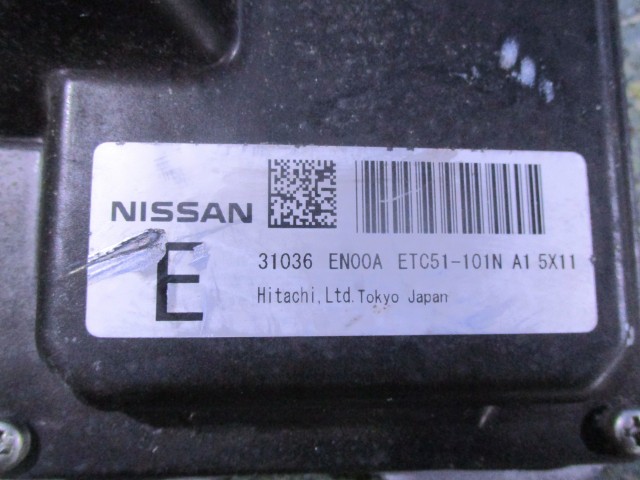 NISSAN
E
31036 EN00A ETC51-101N A1 5X11
Hitachi,Ltd.Tokyo Japan